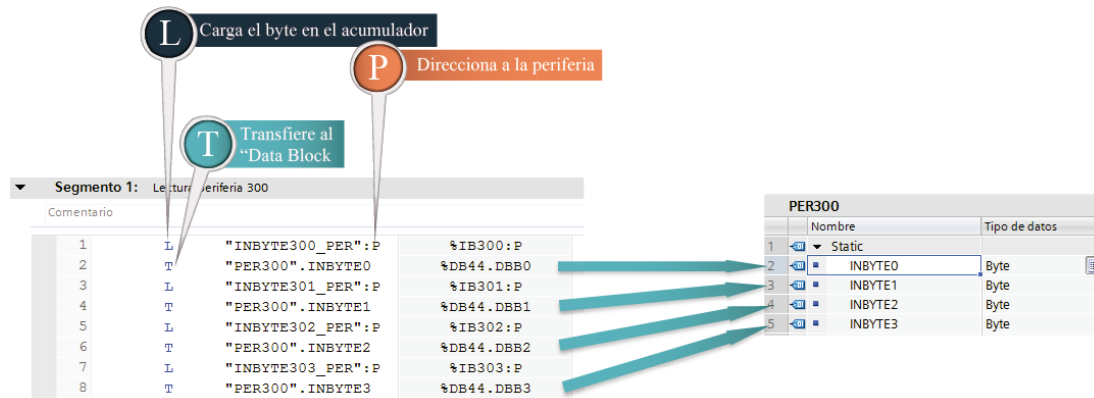 L Carga el byte en el acumulador
P Direcciona a la periferia
T Transfiere al
“Data Block
Segmento 1: Lectura periferia 300
Comentario
1 L "INBYTE300_PER":P %IB300:P
2 T "PER300".INBYTE0 %DB44.DBB0
3 L "INBYTE301_PER":P %IB301:P
4 T "PER300".INBYTE1 %DB44.DBB1
5 L "INBYTE302_PER":P %IB302:P
6 T "PER300".INBYTE2 %DB44.DBB2
7 L "INBYTE303_PER":P %IB303:P
8 T "PER300".INBYTE3 %DB44.DBB3
PER300
Nombre Tipo de datos
1 Static
2 INBYTE0 Byte
3 INBYTE1 Byte
4 INBYTE2 Byte
5 INBYTE3 Byte